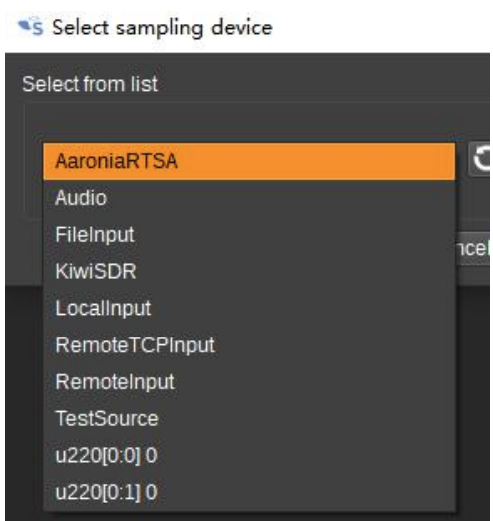 Select sampling device
Select from list
AaroniaRTSA
Audio
FileInput
KiwiSDR
LocalInput
RemoteTCPInput
RemoteInput
TestSource
u220[0:0] 0
u220[0:1] 0